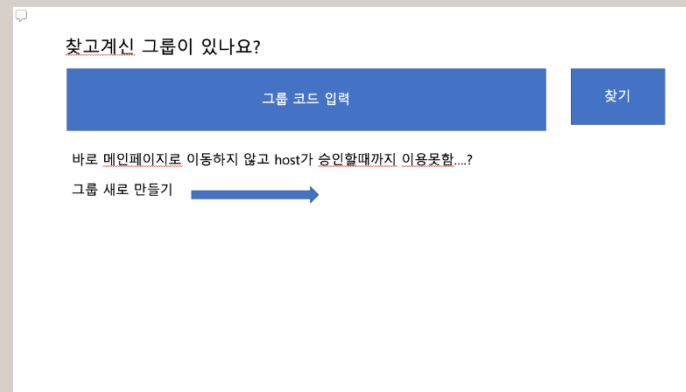 찾고계신 그룹이 있나요?
그룹 코드 입력
찾기
바로 메인페이지로 이동하지 않고 host가 승인할때까지 이용못함....?
그룹 새로 만들기